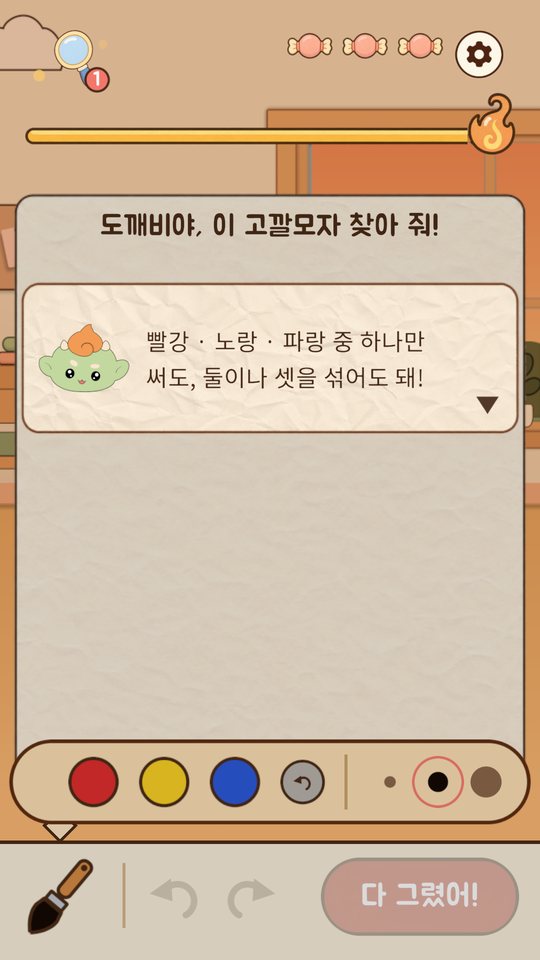 1
도깨비야, 이 고깔모자 찾아 줘!
빨강 · 노랑 · 파랑 중 하나만
써도, 둘이나 셋을 섞어도 돼!
다 그렸어!